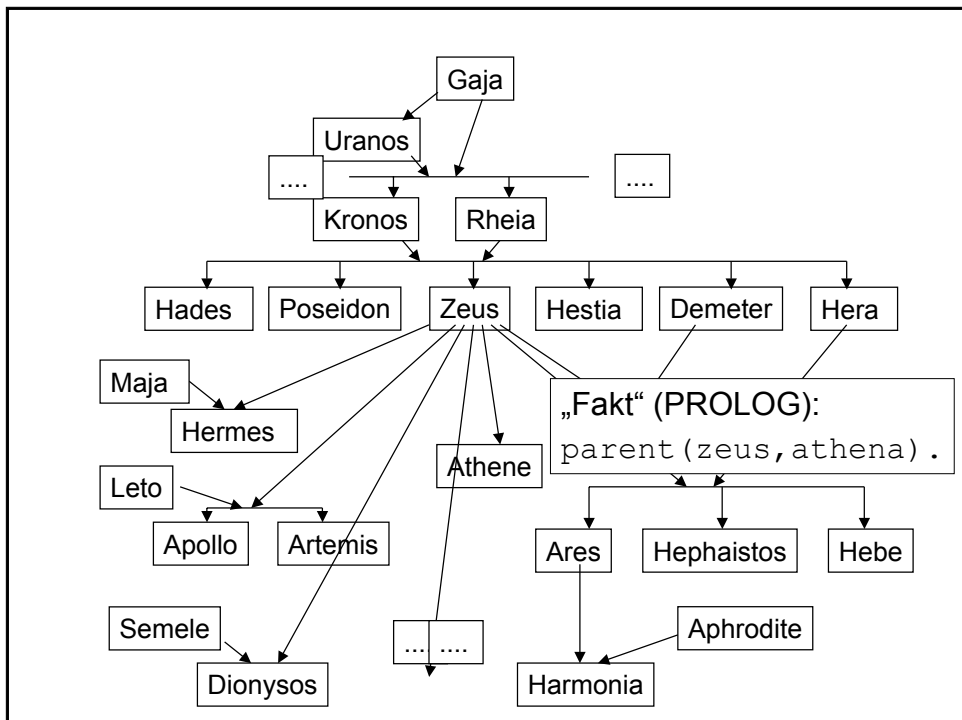 Gaja
Uranos
....
....
Kronos
Rheia
Hades
Poseidon
Zeus
Hestia
Demeter
Hera
Maja
Hermes
„Fakt“ (PROLOG):
parent(zeus,athena).
Athene
Leto
Apollo
Artemis
Ares
Hephaistos
Hebe
Semele
.... ....
Aphrodite
Dionysos
Harmonia